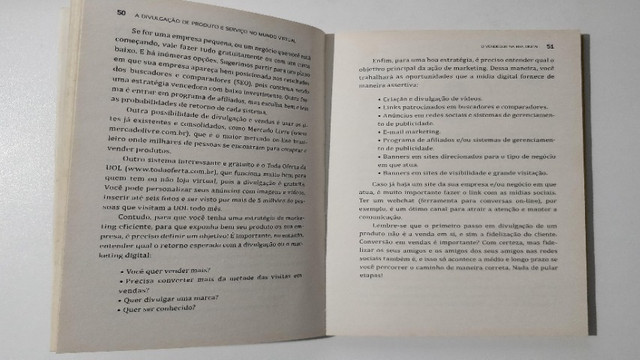 50 A DIVULGAÇÃO DE PRODUTO E SERVIÇO NO MUNDO VIRTUAL
Se for uma empresa pequena, ou um negócio que você está
começando, vale fazer tudo gratuitamente ou com um custo
baixo. E há inúmeras opções. Sugerimos partir para um plano
em que sua empresa apareça bem posicionada nos resultados
dos buscadores e comparadores (SEO), pois continua sendo
uma estratégia vencedora com baixo investimento. Outra for-
ma é entrar em programa de afiliados, mas estude bem
as probabilidades de retorno de cada sistema.
Outra possibilidade de divulgação e vendas é usar os si-
tes já existentes e consolidados, como Mercado Livre (www.
mercadolivre.com.br), que é o maior mercado on-line brasi-
leiro onde milhares de pessoas se encontram para comprar e
vender produtos.
Outro sistema interessante e gratuito é o Toda Oferta da
UOL (www.todaoferta.com.br), que funciona muito bem para
quem tem ou não loja virtual, pois a divulgação é gratuita.
Você pode personalizar seus anúncios com imagens e vídeos,
inserir até seis fotos e ser visto por mais de 5 milhões de pes-
soas que visitam a UOL todo mês.
Contudo, para que você tenha uma estratégia de marke-
ting eficiente, para que exponha bem seu produto ou sua em-
presa, é preciso definir um objetivo! É importante, ou melhor,
entender qual o retorno esperado com a divulgação ou o mar-
keting digital:
• Você quer vender mais?
• Precisa converter mais da metade das visitas em
vendas?
• Quer divulgar uma marca?
• Quer ser conhecido?
51
Enfim, para uma boa estratégia, é preciso entender qual o
objetivo principal da ação de marketing. Dessa maneira, você
trabalhará as oportunidades que a mídia digital fornece de
maneira assertiva:
• Criação e divulgação de vídeos.
• Links patrocinados em buscadores e comparadores.
• Anúncios em redes sociais e sistemas de gerenciamento
de publicidade.
• E-mail marketing.
• Programa de afiliados e/ou sistemas de gerenciamento
de publicidade.
• Banners em sites direcionados para o tipo de negócio
em que atua.
• Banners em sites de visibilidade e grande visitação.
Caso já haja um site da sua empresa e/ou negócio em que
atua, é muito importante fazer o link com as mídias sociais.
Ter um webchat (ferramenta para conversas on-line), por
exemplo, é um ótimo canal para atrair a atenção e manter a
comunicação.
Lembre-se que o primeiro passo em divulgação de um
produto não é a venda em si, e sim, a fidelização do cliente.
Conversão em vendas é importante? Com certeza, mas fide-
lizar os seus amigos e os amigos dos seus amigos nas redes
sociais também é, e isso só acontece a médio e longo prazo se
você percorrer o caminho de maneira correta. Nada de pular
etapas!